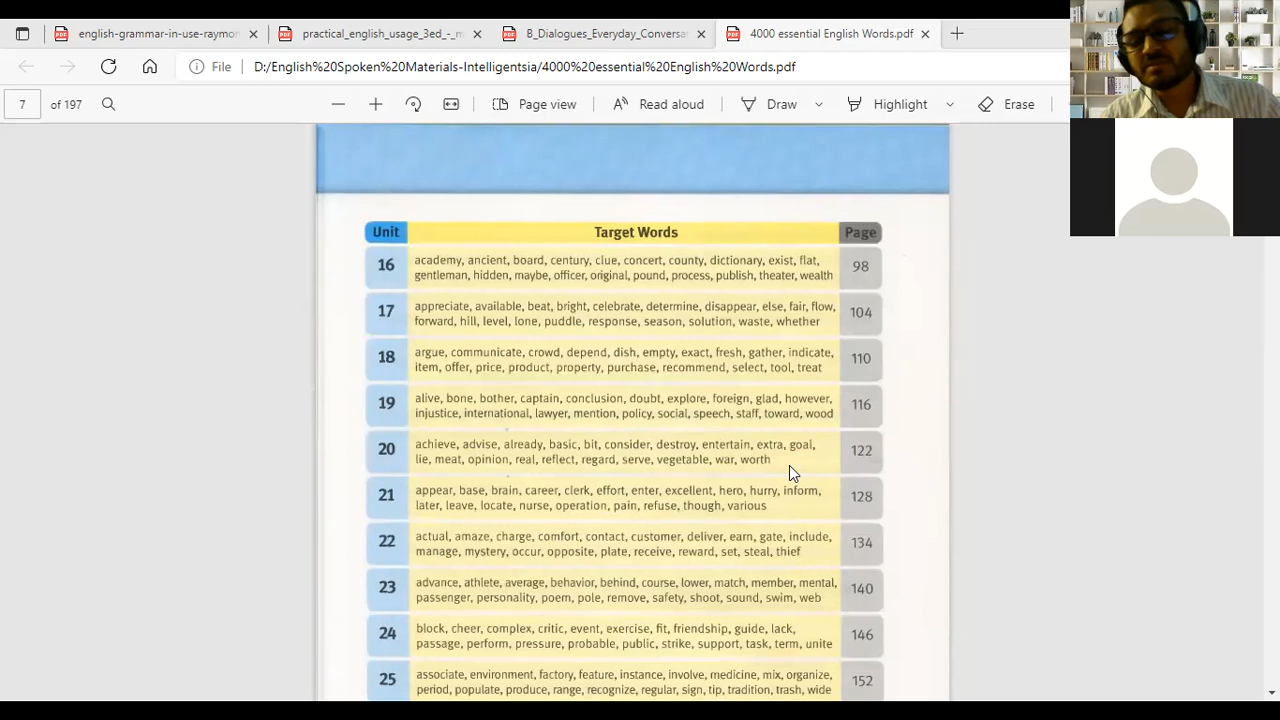 english-grammar-in-use-raymon
practical_english_usage_3ed_-_m
B_Dialogues_Everyday_Conversat
4000 essential English Words.pdf
File D:/English%20Spoken%20Materials-Intelligentsia/4000%20essential%20English%20Words.pdf
7 of 197 Page view Read aloud Draw Highlight Erase
Unit Target Words Page
16 academy, ancient, board, century, clue, concert, county, dictionary, exist, flat, 98
gentleman, hidden, maybe, officer, original, pound, process, publish, theater, wealth
17 appreciate, available, beat, bright, celebrate, determine, disappear, else, fair, flow, 104
forward, hill, level, lone, puddle, response, season, solution, waste, whether
18 argue, communicate, crowd, depend, dish, empty, exact, fresh, gather, indicate, 110
item, offer, price, product, property, purchase, recommend, select, tool, treat
19 alive, bone, bother, captain, conclusion, doubt, explore, foreign, glad, however, 116
injustice, international, lawyer, mention, policy, social, speech, staff, toward, wood
20 achieve, advise, already, basic, bit, consider, destroy, entertain, extra, goal, 122
lie, meat, opinion, real, reflect, regard, serve, vegetable, war, worth
21 appear, base, brain, career, clerk, effort, enter, excellent, hero, hurry, inform, 128
later, leave, locate, nurse, operation, pain, refuse, though, various
22 actual, amaze, charge, comfort, contact, customer, deliver, earn, gate, include, 134
manage, mystery, occur, opposite, plate, receive, reward, set, steal, thief
23 advance, athlete, average, behavior, behind, course, lower, match, member, mental, 140
passenger, personality, poem, pole, remove, safety, shoot, sound, swim, web
24 block, cheer, complex, critic, event, exercise, fit, friendship, guide, lack, 146
passage, perform, pressure, probable, public, strike, support, task, term, unite
25 associate, environment, factory, feature, instance, involve, medicine, mix, organize, 152
period, populate, produce, range, recognize, regular, sign, tip, tradition, trash, wide